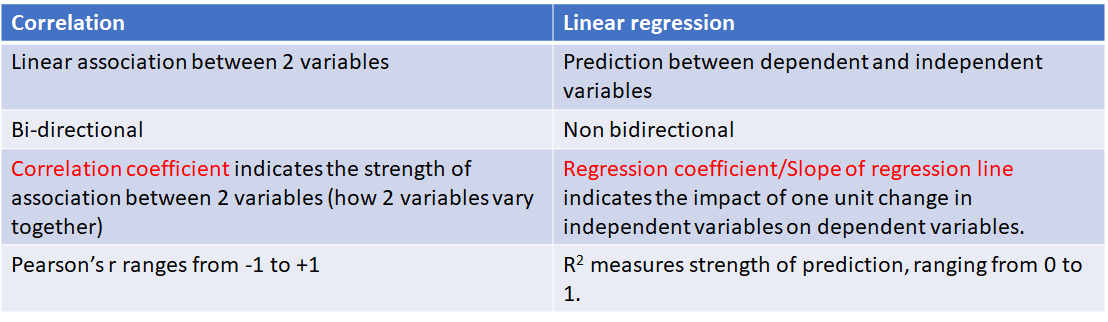 Correlation
Linear regression
Linear association between 2 variables
Prediction between dependent and independent
variables
Bi-directional
Non bidirectional
Correlation coefficient indicates the strength of
association between 2 variables (how 2 variables vary
together)
Regression coefficient/Slope of regression line
indicates the impact of one unit change in
independent variables on dependent variables.
Pearson’s r ranges from -1 to +1
R² measures strength of prediction, ranging from 0 to
1.